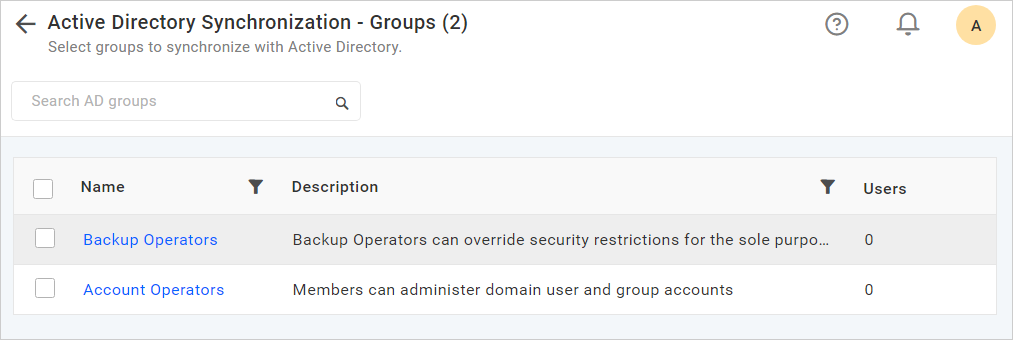 Active Directory Synchronization - Groups (2)
Select groups to synchronize with Active Directory.
A
Search AD groups
Name Description Users
Backup Operators Backup Operators can override security restrictions for the sole purpo... 0
Account Operators Members can administer domain user and group accounts 0